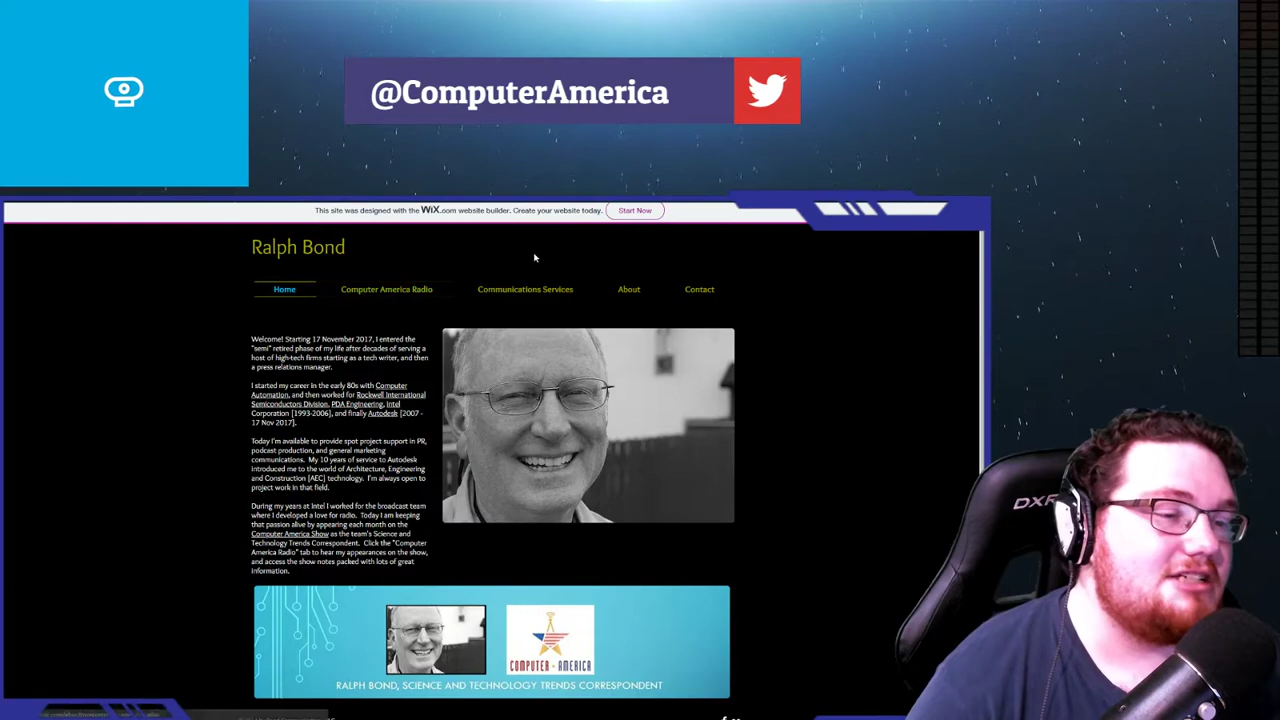 @ComputerAmerica
This site was designed with the WiX.com website builder. Create your website today. Start Now
Ralph Bond
Home Computer America Radio Communications Services About Contact
Welcome! Starting 17 November 2017, I entered the
"semi" retired phase of my life after decades of serving a
host of high-tech firms starting as a tech writer, and then
a press relations manager.
I started my career in the early 80s with Computer
Automation, and then worked for Rockwell International
Semiconductors Division, PDA Engineering, Intel
Corporation [1993-2006], and finally Autodesk [2007 -
17 Nov 2017].
Today I'm available to provide spot project support in PR,
podcast production, and general marketing
communications. My 10 years of service to Autodesk
introduced me to the world of Architecture, Engineering
and Construction [AEC] technology. I'm always open to
project work in that field.
During my years at Intel I worked for the broadcast team
where I developed a love for radio. Today I am keeping
that passion alive by appearing each month on the
Computer America Show as the team's Science and
Technology Trends Correspondent. Click the "Computer
America Radio" tab to hear my appearances on the show,
and access the show notes packed with lots of great
information.
COMPUTER AMERICA
RALPH BOND, SCIENCE AND TECHNOLOGY TRENDS CORRESPONDENT
DXR